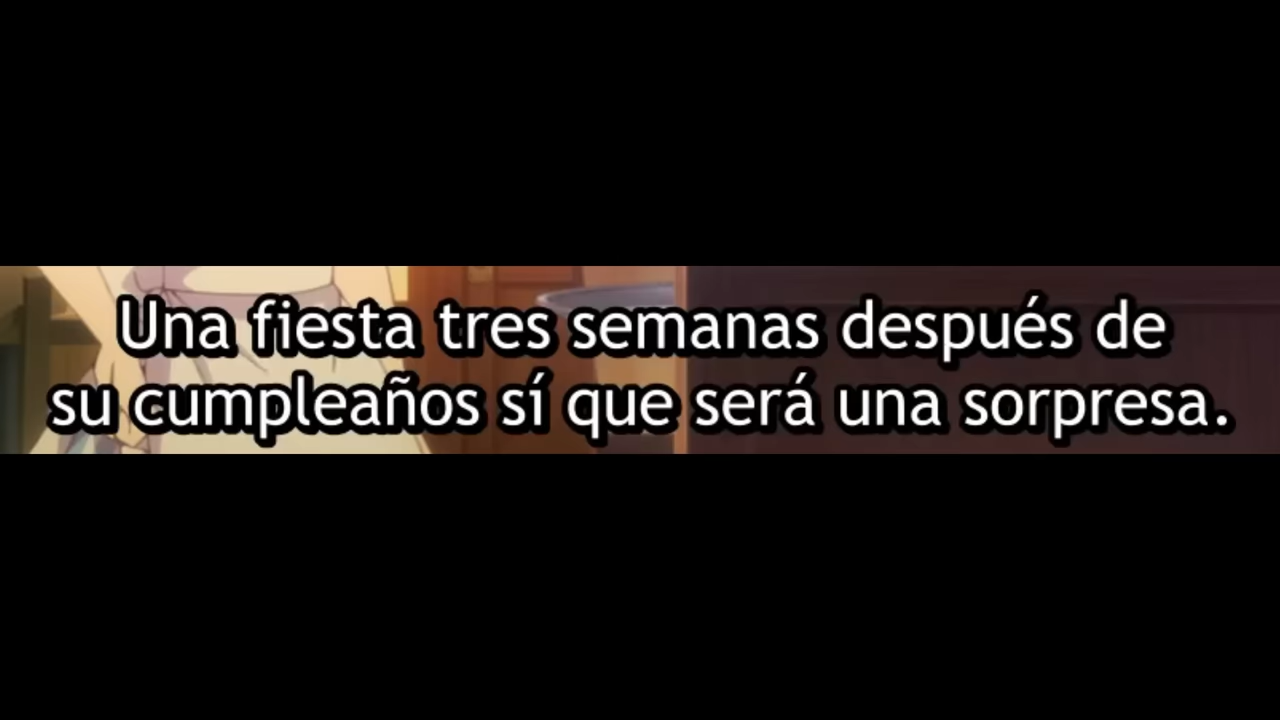 Una fiesta tres semanas después de
su cumpleaños sí que será una sorpresa.